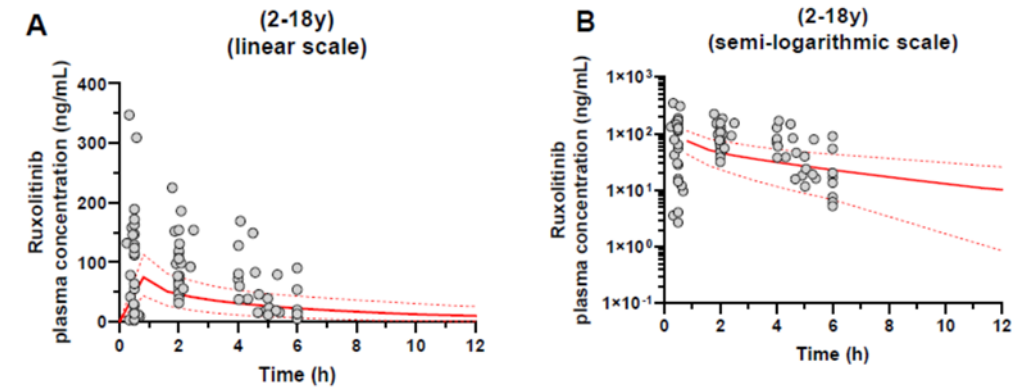 A
(2-18y)
(linear scale)
Ruxolitinib
plasma concentration (ng/mL)
400
300
200
100
0
0 2 4 6 8 10 12
Time (h)
B
(2-18y)
(semi-logarithmic scale)
Ruxolitinib
plasma concentration (ng/mL)
1×10³
1×10²
1×10¹
1×10⁰
1×10⁻¹
0 2 4 6 8 10 12
Time (h)